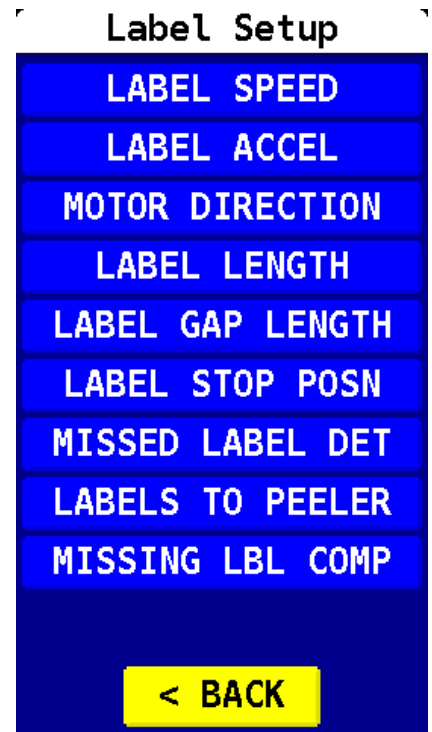 Label Setup
LABEL SPEED
LABEL ACCEL
MOTOR DIRECTION
LABEL LENGTH
LABEL GAP LENGTH
LABEL STOP POSN
MISSED LABEL DET
LABELS TO PEELER
MISSING LBL COMP
< BACK